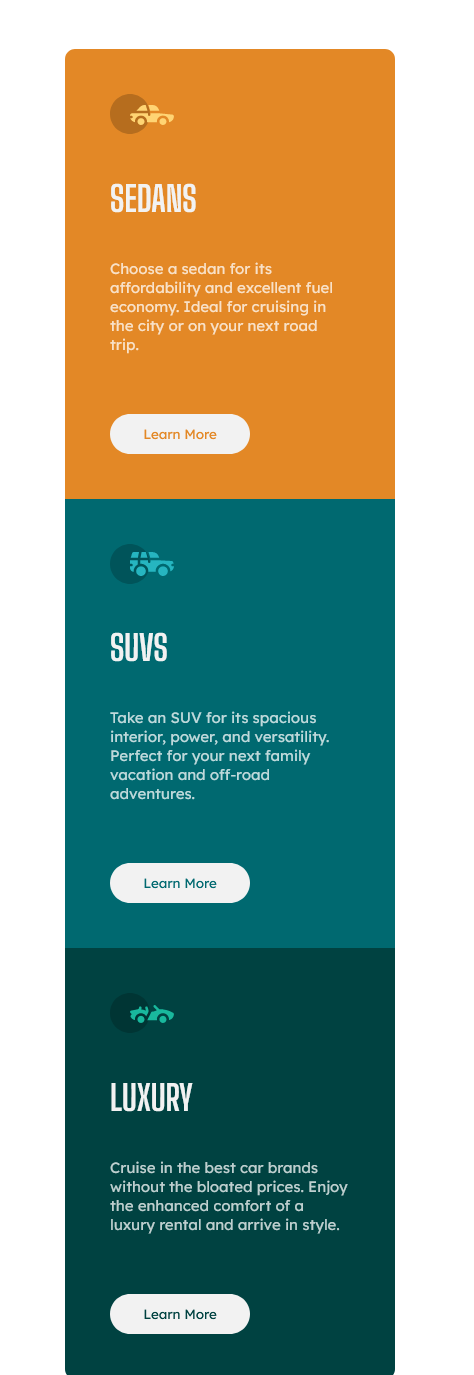 SEDANS
Choose a sedan for its
affordability and excellent fuel
economy. Ideal for cruising in
the city or on your next road
trip.
Learn More
SUVS
Take an SUV for its spacious
interior, power, and versatility.
Perfect for your next family
vacation and off-road
adventures.
Learn More
LUXURY
Cruise in the best car brands
without the bloated prices. Enjoy
the enhanced comfort of a
luxury rental and arrive in style.
Learn More